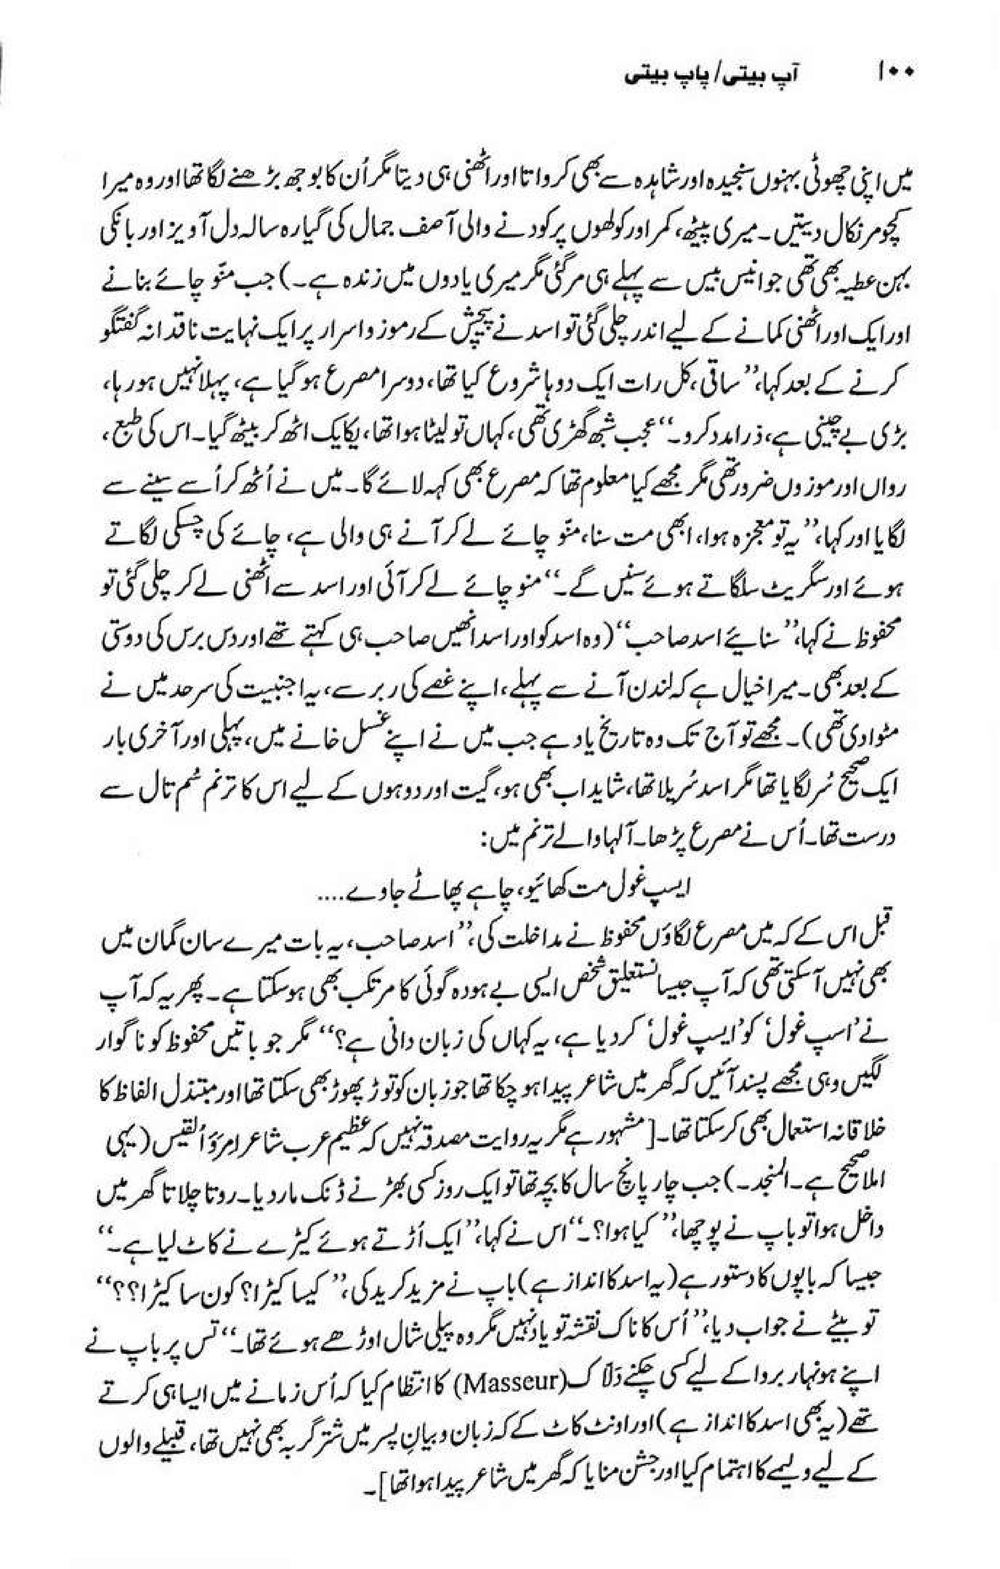 ۱۰۰ آپ بیتی/ پاپ بیتی
میں اپنی چھوٹی بہنوں سنجیدہ اور شاہدہ سے بھی کرواتا اور اٹھنی ہی دیتا مگر اُن کا بوجھ بڑھنے لگا تھا اور وہ میرا
کچومر نکال دیتیں۔ میری پیٹھ، کمر اور کولھوں پر کودنے والی آصف جمال کی گیارہ سالہ دل آویز اور بانکی
بہن عطیہ بھی تھی جو انیس بیس سے پہلے ہی مر گئی مگر میری یادوں میں زندہ ہے۔) جب منّو چائے بنانے
اور ایک اور اٹھنی کمانے کے لیے اندر چلی گئی تو اسد نے پیچش کے رموز و اسرار پر ایک نہایت ناقدانہ گفتگو
کرنے کے بعد کہا، ”ساقی، کل رات ایک دوہا شروع کیا تھا، دوسرا مصرع ہو گیا ہے، پہلا نہیں ہو رہا،
بڑی بے چینی ہے، ذرا مدد کرو۔“ عجب شبھ گھڑی تھی، کہاں تو لیٹا ہوا تھا، یکایک اٹھ کر بیٹھ گیا۔ اس کی طبع،
رواں اور موزوں ضرور تھی مگر مجھے کیا معلوم تھا کہ مصرع بھی کہہ لائے گا۔ میں نے اُٹھ کر اُسے سینے سے
لگایا اور کہا، ”یہ تو معجزہ ہوا، ابھی مت سنا، منّو چائے لے کر آنے ہی والی ہے، چائے کی چسکی لگاتے
ہوئے اور سگریٹ سلگاتے ہوئے سنیں گے۔“ منو چائے لے کر آئی اور اسد سے اٹھنی لے کر چلی گئی تو
محفوظ نے کہا، ”سنائیے اسد صاحب“ (وہ اسد کو اور اسد انھیں صاحب ہی کہتے تھے اور دس برس کی دوستی
کے بعد بھی۔ میرا خیال ہے کہ لندن آنے سے پہلے، اپنے غصے کی ربر سے، یہ اجنبیت کی سرحد میں نے
مٹوا دی تھی)۔ مجھے تو آج تک وہ تاریخ یاد ہے جب میں نے اپنے غسل خانے میں، پہلی اور آخری بار
ایک صحیح سُر لگایا تھا مگر اسد سُریلا تھا، شاید اب بھی ہو، گیت اور دوہوں کے لیے اس کا ترنم سُم تال سے
درست تھا۔ اُس نے مصرع پڑھا۔ آلہا والے ترنم میں:
ایسپ غول مت کھائیو، چاہے پھاٹے جاوے....
قبل اس کے کہ میں مصرع لگاؤں محفوظ نے مداخلت کی، ”اسد صاحب، یہ بات میرے سان گمان میں
بھی نہیں آ سکتی تھی کہ آپ جیسا نستعلیق شخص ایسی بے ہودہ گوئی کا مرتکب بھی ہو سکتا ہے۔ پھر یہ کہ آپ
نے ’اسپ غول‘ کو ’ایسپ غول‘ کر دیا ہے، یہ کہاں کی زبان دانی ہے؟“ مگر جو باتیں محفوظ کو ناگوار
لگیں وہی مجھے پسند آئیں کہ گھر میں شاعر پیدا ہو چکا تھا جو زبان کو توڑ پھوڑ بھی سکتا تھا اور مبتذل الفاظ کا
خلاقانہ استعمال بھی کر سکتا تھا۔ [مشہور ہے مگر یہ روایت مصدقہ نہیں کہ عظیم عرب شاعر امرؤ القیس (یہی
املا صحیح ہے۔ المنجد۔) جب چار پانچ سال کا بچہ تھا تو ایک روز کسی بھڑ نے ڈنک مار دیا۔ روتا چلاتا گھر میں
داخل ہوا تو باپ نے پوچھا، ”کیا ہوا؟۔“ اس نے کہا، ”ایک اُڑتے ہوئے کیڑے نے کاٹ لیا ہے۔“
جیسا کہ باپوں کا دستور ہے (یہ اسد کا انداز ہے) باپ نے مزید کرید کی، ”کیسا کیڑا؟ کون سا کیڑا؟؟“
تو بیٹے نے جواب دیا، ”اُس کا ناک نقشہ تو یاد نہیں مگر وہ پیلی شال اوڑھے ہوئے تھا۔“ تس پر باپ نے
اپنے ہونہار بروا کے لیے کسی چکنے دَلّاک (Masseur) کا انتظام کیا کہ اُس زمانے میں ایسا ہی کرتے
تھے (یہ بھی اسد کا انداز ہے) اور اونٹ کاٹ کے کہ زبان و بیانِ پسر میں شتر گربہ بھی نہیں تھا، قبیلے والوں
کے لیے ولیمے کا اہتمام کیا اور جشن منایا کہ گھر میں شاعر پیدا ہوا تھا]۔